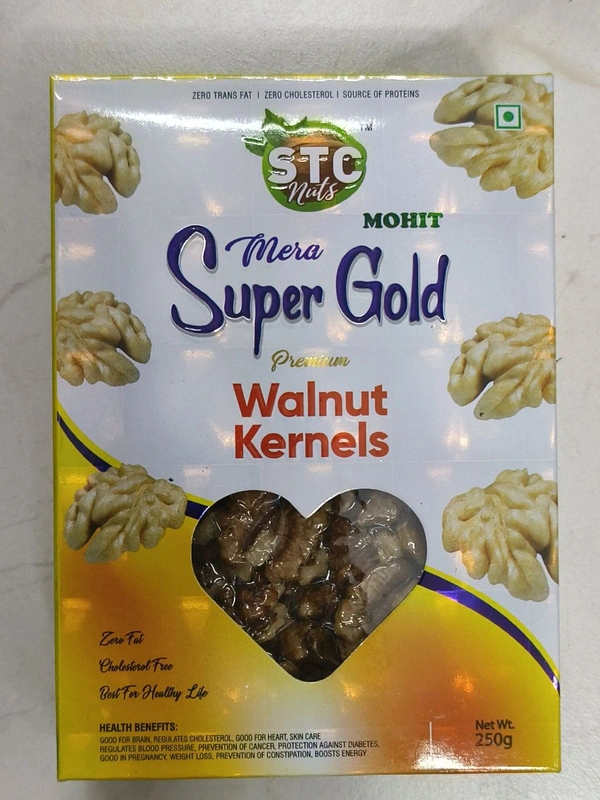 ZERO TRANS FAT | ZERO CHOLESTEROL | SOURCE OF PROTEINS
STC
TM
Nuts
MOHIT
Mera
Super Gold
Premium
Walnut
Kernels
Zero Fat
Cholesterol Free
Best For Healthy Life
HEALTH BENEFITS:
GOOD FOR BRAIN, REGULATES CHOLESTEROL, GOOD FOR HEART, SKIN CARE
REGULATES BLOOD PRESSURE, PREVENTION OF CANCER, PROTECTION AGAINST DIABETES,
GOOD IN PREGNANCY, WEIGHT LOSS, PREVENTION OF CONSTIPATION, BOOSTS ENERGY
Net Wt.
250g